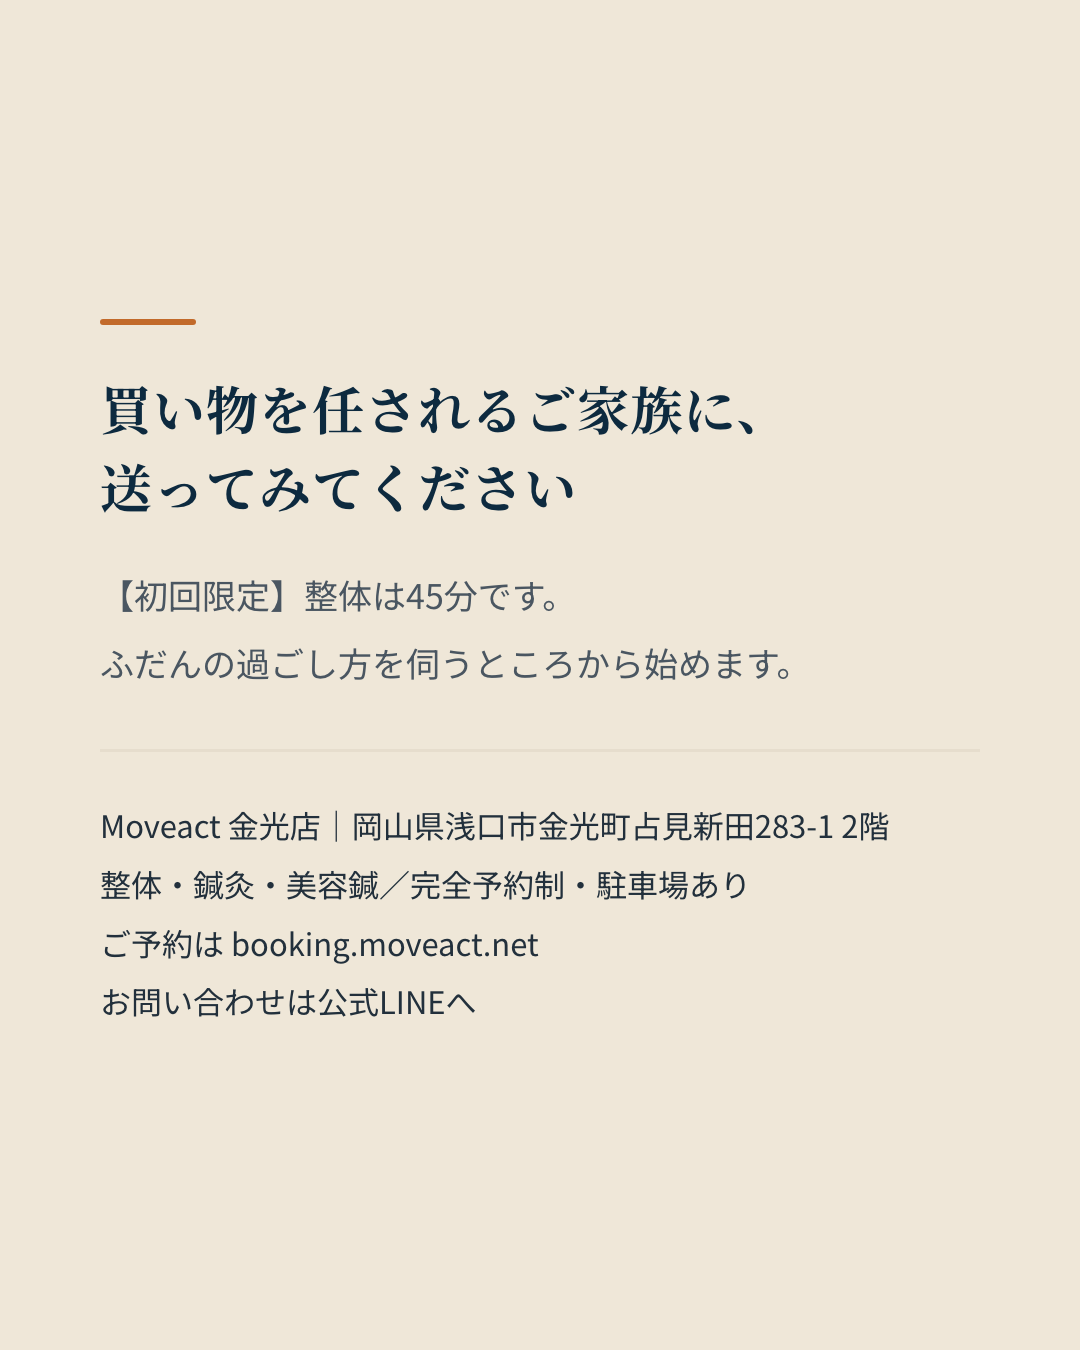 買い物を任されるご家族に、
送ってみてください
【初回限定】整体は45分です。
ふだんの過ごし方を伺うところから始めます。
Moveact 金光店｜岡山県浅口市金光町占見新田283-1 2階
整体・鍼灸・美容鍼／完全予約制・駐車場あり
ご予約は booking.moveact.net
お問い合わせは公式LINEへ